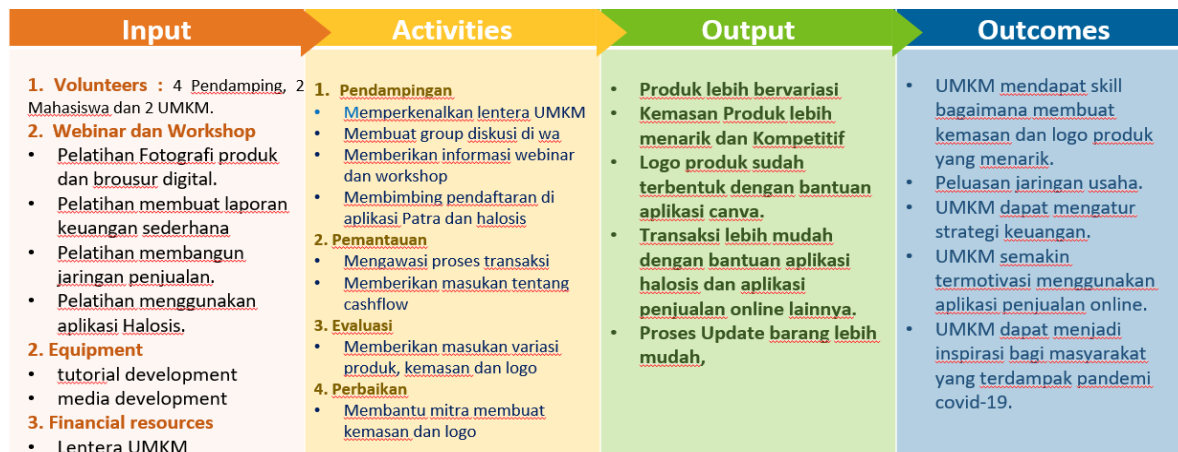 Input
1. Volunteers : 4 Pendamping, 2
Mahasiswa dan 2 UMKM.
2. Webinar dan Workshop
• Pelatihan Fotografi produk
dan brousur digital.
• Pelatihan membuat laporan
keuangan sederhana
• Pelatihan membangun
jaringan penjualan.
• Pelatihan menggunakan
aplikasi Halosis.
2. Equipment
• tutorial development
• media development
3. Financial resources
• Lentera UMKM
Activities
1. Pendampingan
• Memperkenalkan lentera UMKM
• Membuat group diskusi di wa
• Memberikan informasi webinar
dan workshop
• Membimbing pendaftaran di
aplikasi Patra dan halosis
2. Pemantauan
• Mengawasi proses transaksi
• Memberikan masukan tentang
cashflow
3. Evaluasi
• Memberikan masukan variasi
produk, kemasan dan logo
4. Perbaikan
• Membantu mitra membuat
kemasan dan logo
Output
• Produk lebih bervariasi
• Kemasan Produk lebih
menarik dan Kompetitif
• Logo produk sudah
terbentuk dengan bantuan
aplikasi canva.
• Transaksi lebih mudah
dengan bantuan aplikasi
halosis dan aplikasi
penjualan online lainnya.
• Proses Update barang lebih
mudah,
Outcomes
• UMKM mendapat skill
bagaimana membuat
kemasan dan logo produk
yang menarik.
• Peluasan jaringan usaha.
• UMKM dapat mengatur
strategi keuangan.
• UMKM semakin
termotivasi menggunakan
aplikasi penjualan online.
• UMKM dapat menjadi
inspirasi bagi masyarakat
yang terdampak pandemi
covid-19.